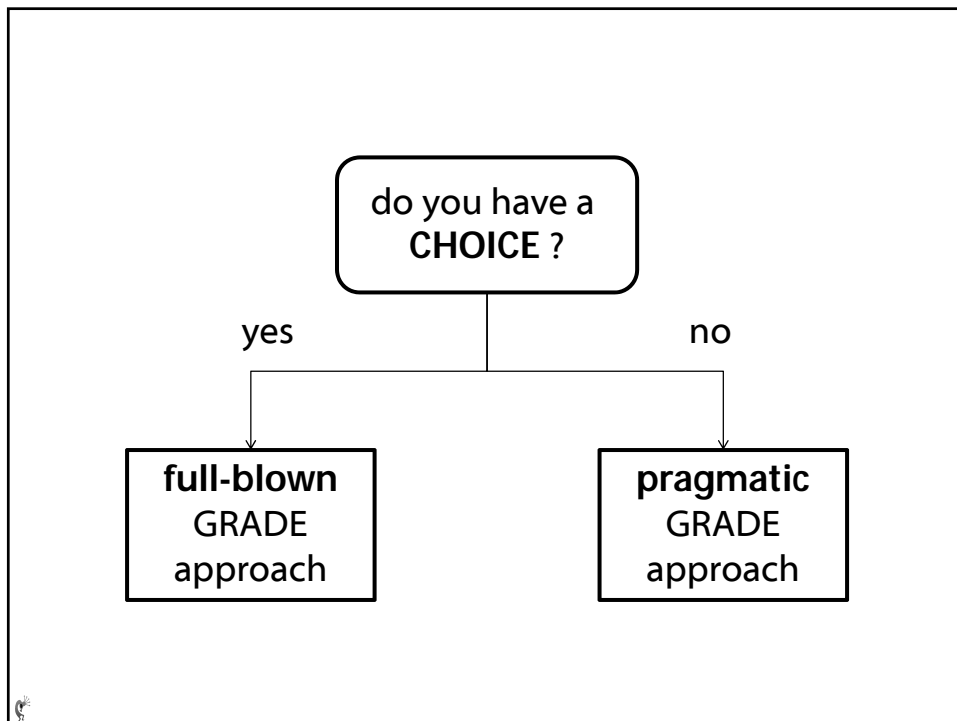 do you have a
CHOICE ?
yes
no
full-blown
GRADE
approach
pragmatic
GRADE
approach